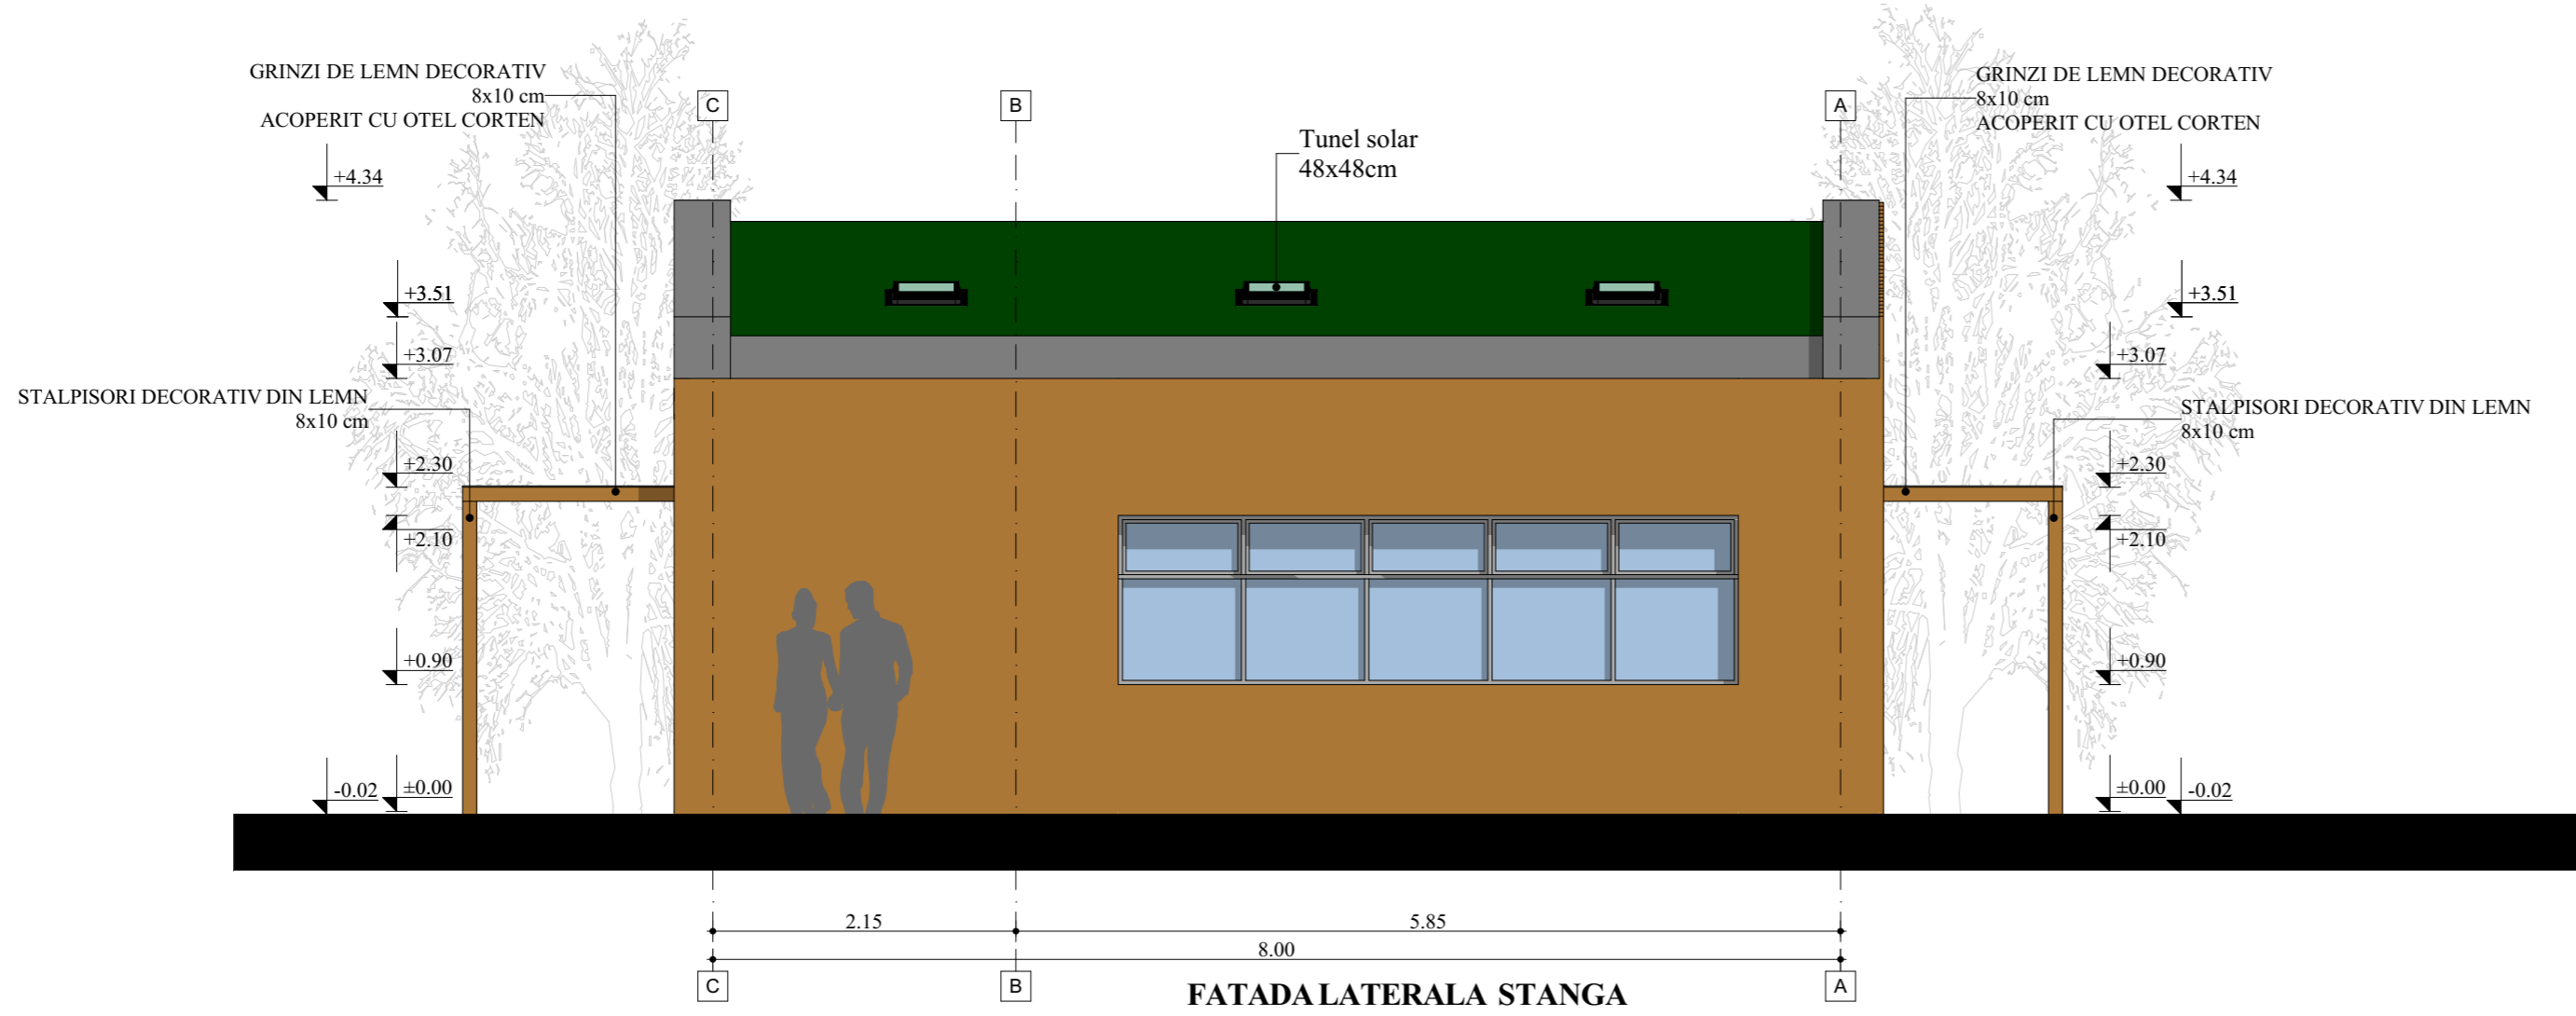 GRINZI DE LEMN DECORATIV
8x10 cm
ACOPERIT CU OTEL CORTEN
GRINZI DE LEMN DECORATIV
8x10 cm
ACOPERIT CU OTEL CORTEN
C
B
A
Tunel solar
48x48cm
+4.34
+4.34
+3.51
+3.51
+3.07
+3.07
STALPISORI DECORATIV DIN LEMN
8x10 cm
STALPISORI DECORATIV DIN LEMN
8x10 cm
+2.30
+2.30
+2.10
+2.10
+0.90
+0.90
-0.02
±0.00
±0.00
-0.02
2.15
5.85
8.00
C
B
A
FATADA LATERALA STANGA